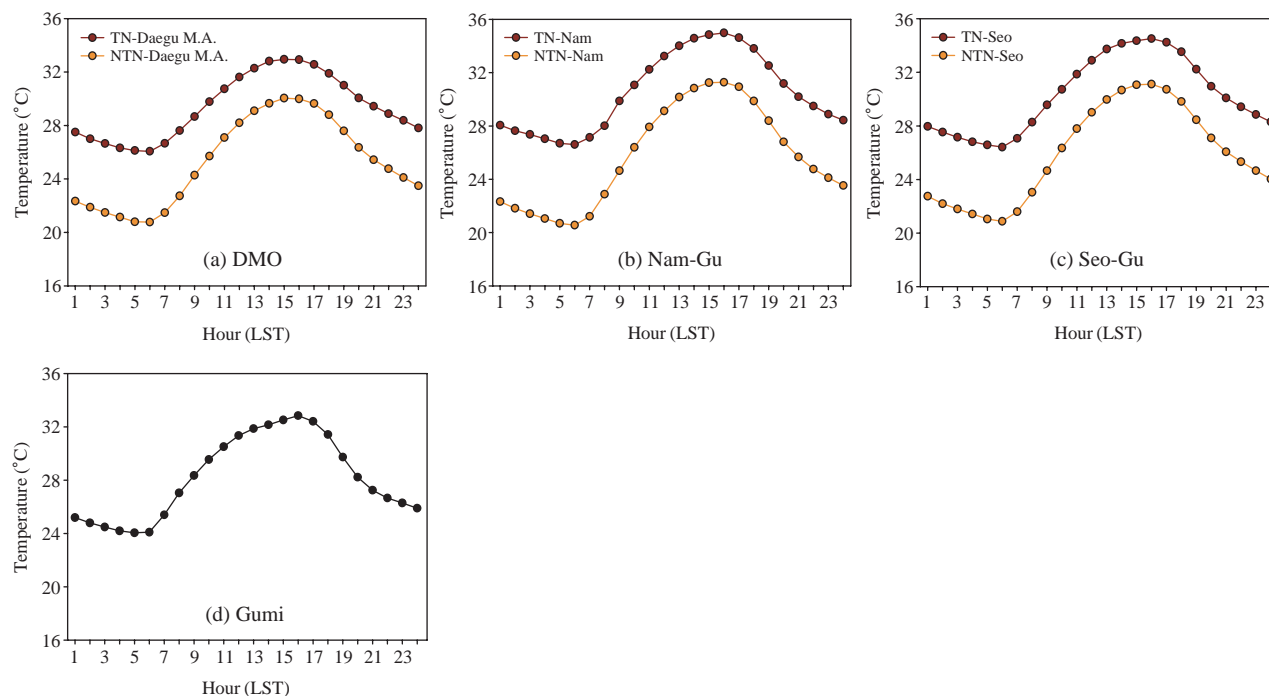 36
32
28
24
20
16
Temperature (°C)
TN-Daegu M.A.
NTN-Daegu M.A.
(a) DMO
1 3 5 7 9 11 13 15 17 19 21 23
Hour (LST)
36
32
28
24
20
16
Temperature (°C)
TN-Nam
NTN-Nam
(b) Nam-Gu
1 3 5 7 9 11 13 15 17 19 21 23
Hour (LST)
36
32
28
24
20
16
Temperature (°C)
TN-Seo
NTN-Seo
(c) Seo-Gu
1 3 5 7 9 11 13 15 17 19 21 23
Hour (LST)
36
32
28
24
20
16
Temperature (°C)
(d) Gumi
1 3 5 7 9 11 13 15 17 19 21 23
Hour (LST)